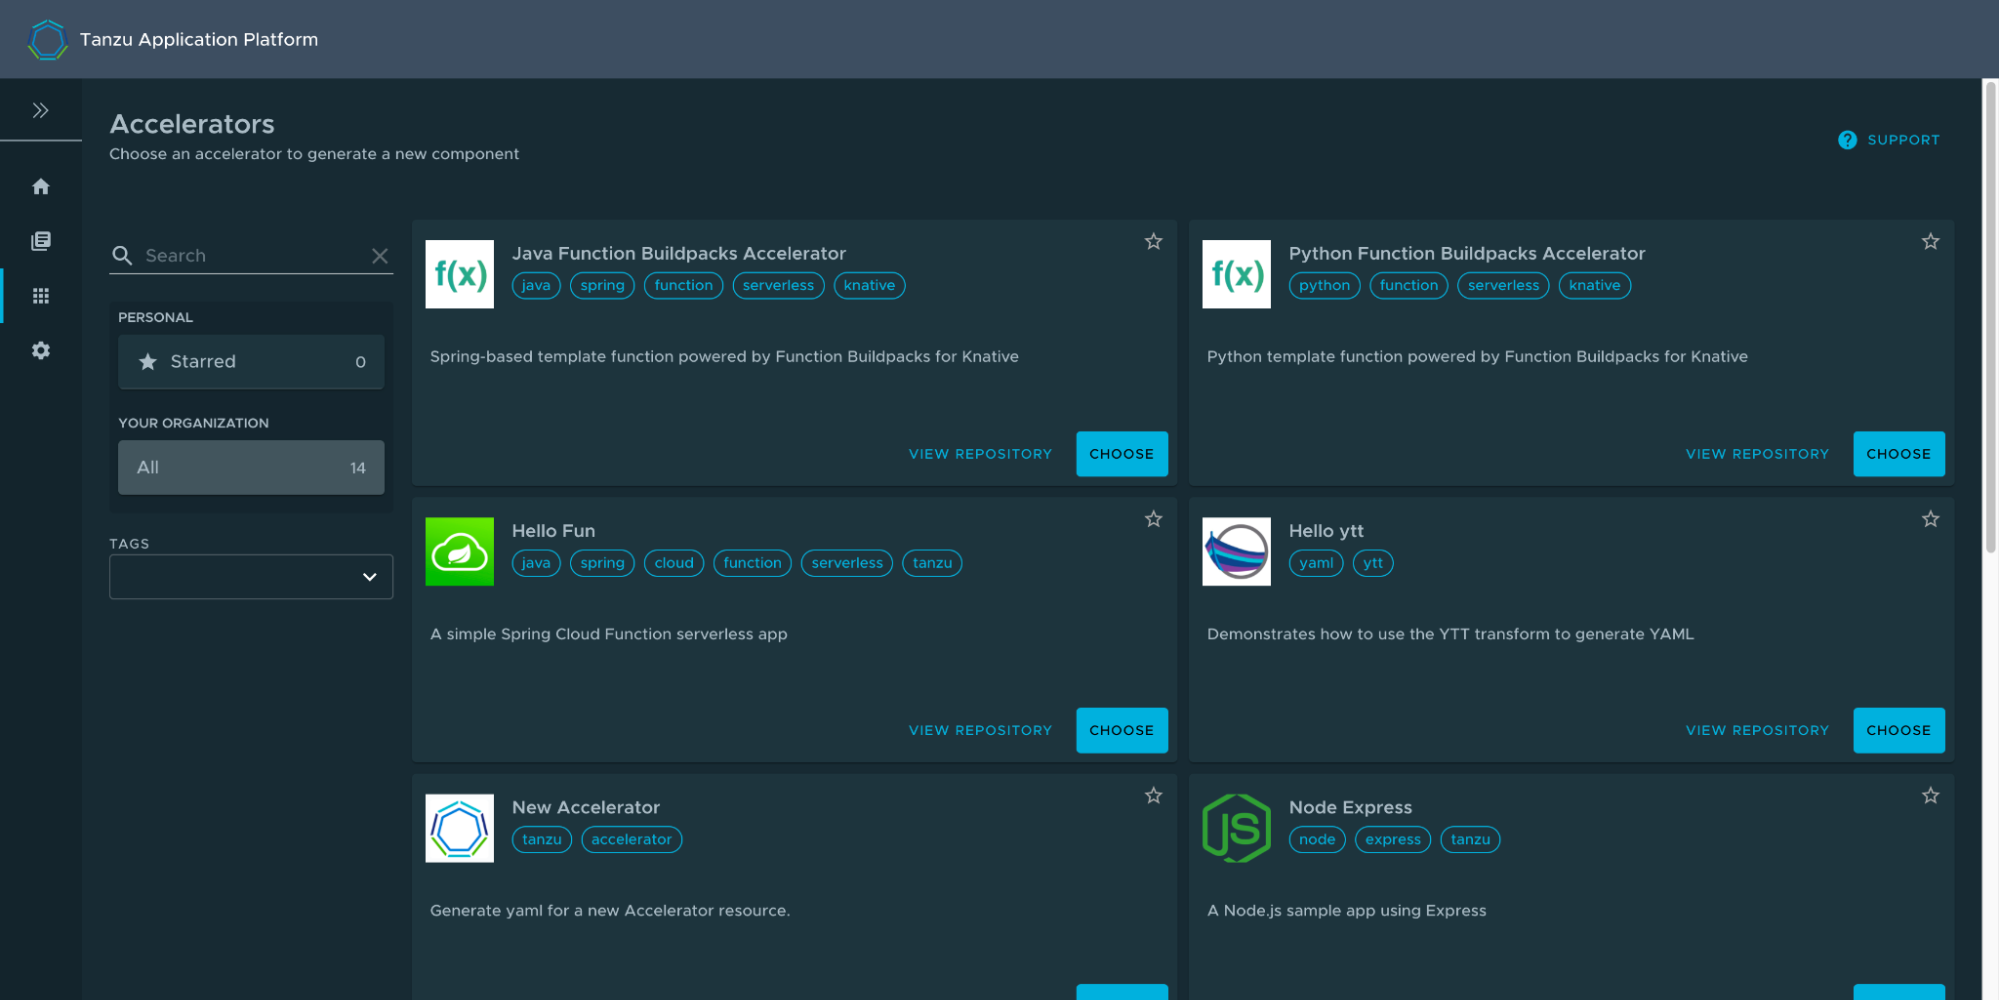 Tanzu Application Platform
Accelerators
Choose an accelerator to generate a new component
? SUPPORT
Search
PERSONAL
Starred 0
YOUR ORGANIZATION
All 14
TAGS
f(x)
Java Function Buildpacks Accelerator
java spring function serverless knative
Spring-based template function powered by Function Buildpacks for Knative
VIEW REPOSITORY CHOOSE
f(x)
Python Function Buildpacks Accelerator
python function serverless knative
Python template function powered by Function Buildpacks for Knative
VIEW REPOSITORY CHOOSE
Hello Fun
java spring cloud function serverless tanzu
A simple Spring Cloud Function serverless app
VIEW REPOSITORY CHOOSE
Hello ytt
yaml ytt
Demonstrates how to use the YTT transform to generate YAML
VIEW REPOSITORY CHOOSE
New Accelerator
tanzu accelerator
Generate yaml for a new Accelerator resource.
JS
Node Express
node express tanzu
A Node.js sample app using Express